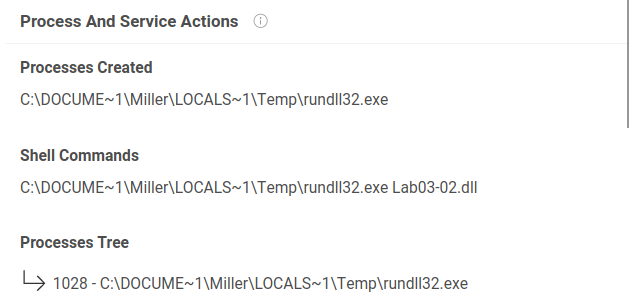 Process And Service Actions
Processes Created
C:\DOCUME~1\Miller\LOCALS~1\Temp\rundll32.exe
Shell Commands
C:\DOCUME~1\Miller\LOCALS~1\Temp\rundll32.exe Lab03-02.dll
Processes Tree
1028 - C:\DOCUME~1\Miller\LOCALS~1\Temp\rundll32.exe